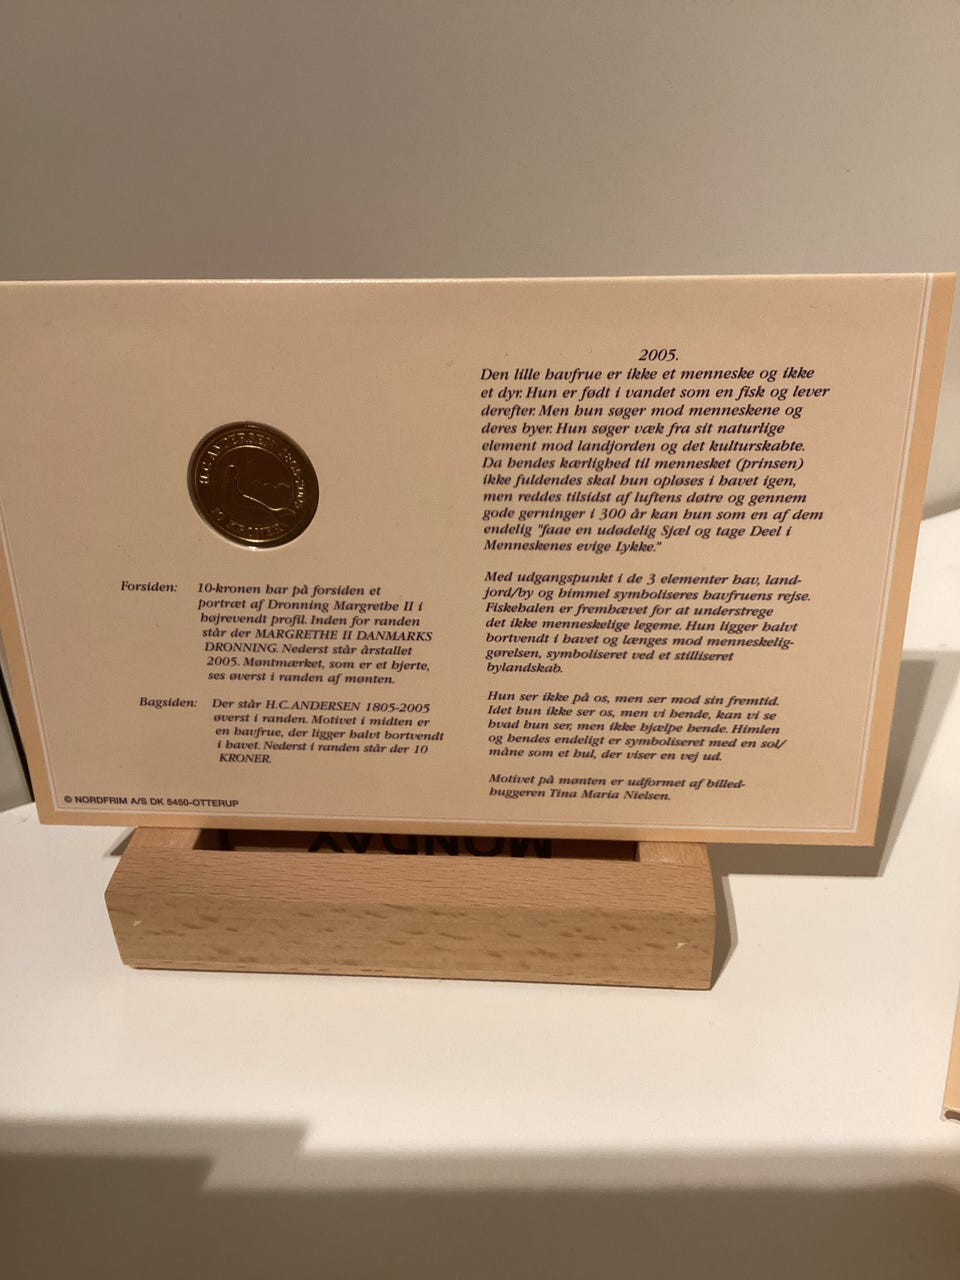 2005.
Den lille havfrue er ikke et menneske og ikke
et dyr. Hun er født i vandet som en fisk og lever
derefter. Men hun søger mod menneskene og
deres byer. Hun søger væk fra sit naturlige
element mod landjorden og det kulturskabte.
Da hendes kærlighed til mennesket (prinsen)
ikke fuldendes skal hun opløses i havet igen,
men reddes tilsidst af luftens døtre og gennem
gode gerninger i 300 år kan hun som en af dem
endelig "faae en udødelig Sjæl og tage Deel i
Menneskenes evige Lykke."
Med udgangspunkt i de 3 elementer hav, land-
jord/by og himmel symboliseres havfruens rejse.
Fiskehalen er fremhævet for at understrege
det ikke menneskelige legeme. Hun ligger halvt
bortvendt i havet og længes mod menneskelig-
gørelsen, symboliseret ved et stilliseret
bylandskab.
Hun ser ikke på os, men ser mod sin fremtid.
Idet hun ikke ser os, men vi hende, kan vi se
hvad hun ser, men ikke hjælpe hende. Himlen
og hendes endeligt er symboliseret med en sol/
måne som et hul, der viser en vej ud.
Motivet på mønten er udformet af billed-
huggeren Tina Maria Nielsen.
H.C. ANDERSEN 1805-2005
10 KRONER
Forsiden: 10-kronen har på forsiden et
portræt af Dronning Margrethe II i
højrevendt profil. Inden for randen
står der MARGRETHE II DANMARKS
DRONNING. Nederst står årstallet
2005. Møntmærket, som er et hjerte,
ses øverst i randen af mønten.
Bagsiden: Der står H.C. ANDERSEN 1805-2005
øverst i randen. Motivet i midten er
en havfrue, der ligger halvt bortvendt
i havet. Nederst i randen står der 10
KRONER.
© NORDFRIM A/S DK 5450-OTTERUP
MONDAY